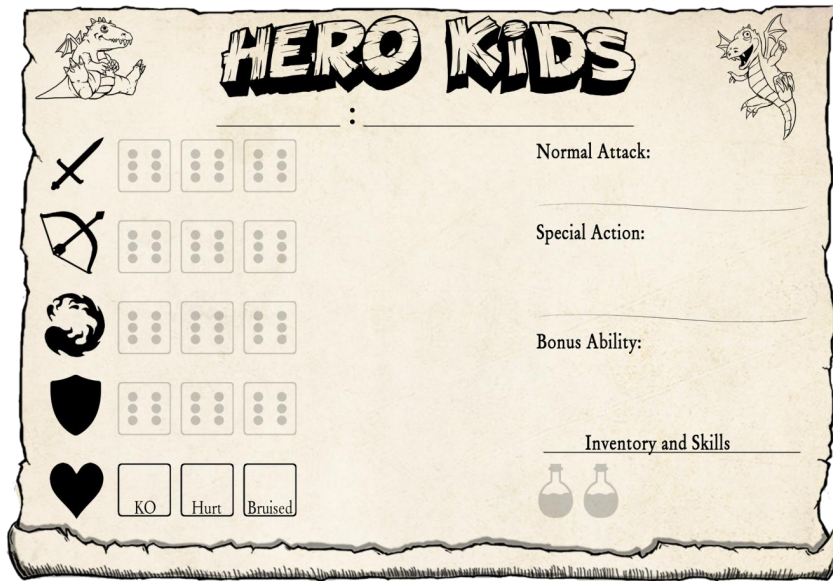 HERO KiDS
:
Normal Attack:
Special Action:
Bonus Ability:
Inventory and Skills
KO Hurt Bruised